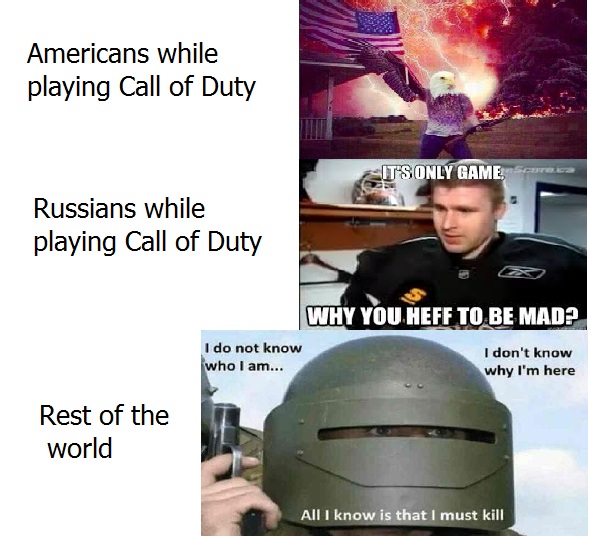 Americans while
playing Call of Duty
IT'S ONLY GAME.
Russians while
playing Call of Duty
WHY YOU HEFF TO BE MAD?
I do not know
who I am...
I don't know
why I'm here
Rest of the
world
All I know is that I must kill